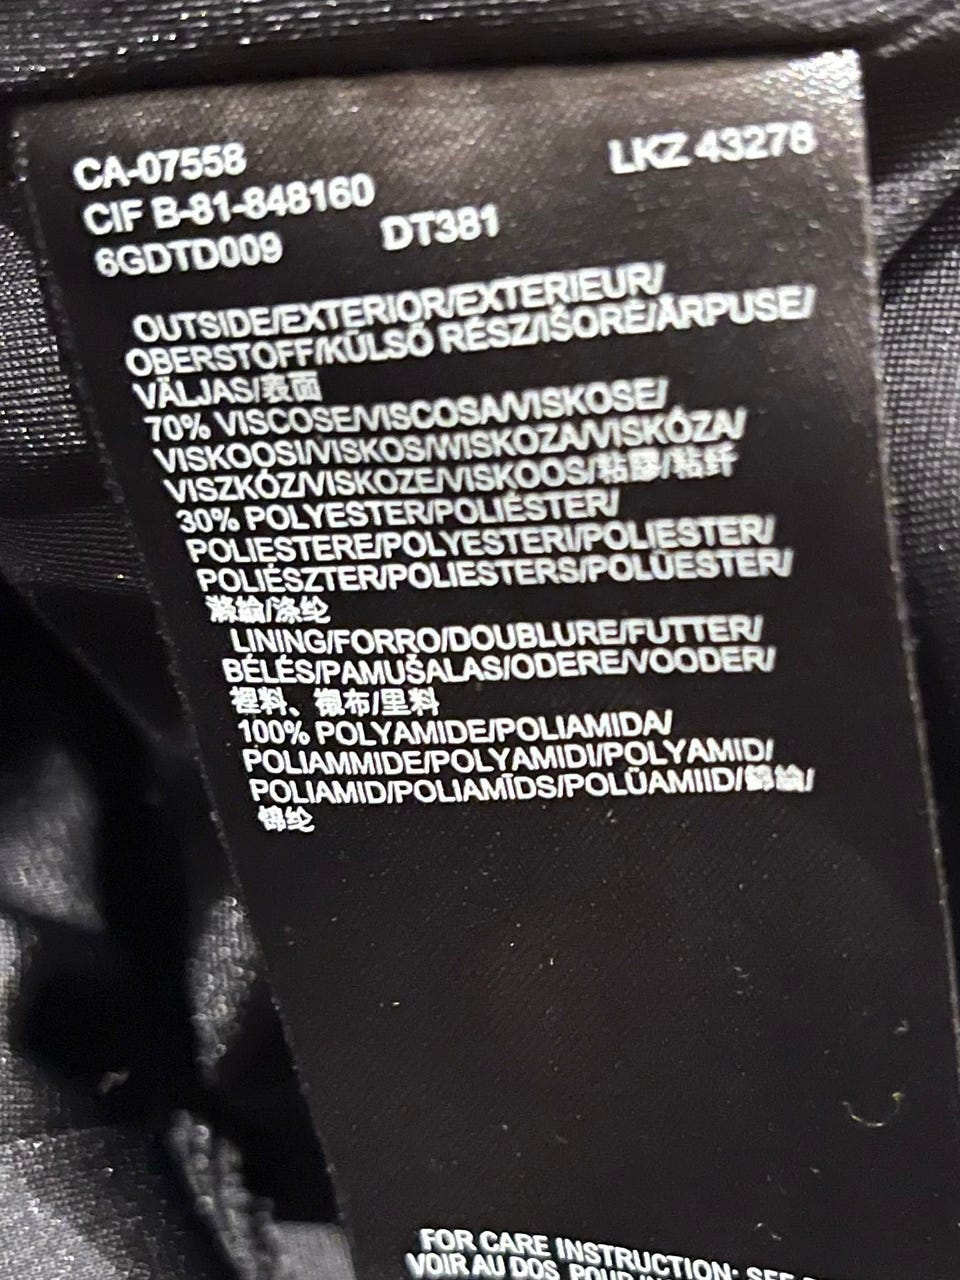 CA-07558 LKZ 43278
CIF B-81-848160
6GDTD009 DT381
OUTSIDE/EXTERIOR/EXTERIEUR/
OBERSTOFF/KÜLSŐ RÉSZ/IŠORĖ/ĀRPUSE/
VÄLJAS/表面
70% VISCOSE/VISCOSA/VISKOSE/
VISKOOSI/VISKOS/WISKOZA/VISKÓZA/
VISZKÓZ/VISKOZE/VISKOOS/粘膠/粘纤
30% POLYESTER/POLIÉSTER/
POLIESTERE/POLYESTERI/POLIESTER/
POLIÉSZTER/POLIESTERS/POLÜESTER/
滌綸/涤纶
LINING/FORRO/DOUBLURE/FUTTER/
BÉLÉS/PAMUŠALAS/ODERE/VOODER/
裡料、襯布/里料
100% POLYAMIDE/POLIAMIDA/
POLIAMMIDE/POLYAMIDI/POLYAMID/
POLIAMID/POLIAMĪDS/POLÜAMIID/錦綸/
锦纶
FOR CARE INSTRUCTION: SEE
VOIR AU DOS POUR